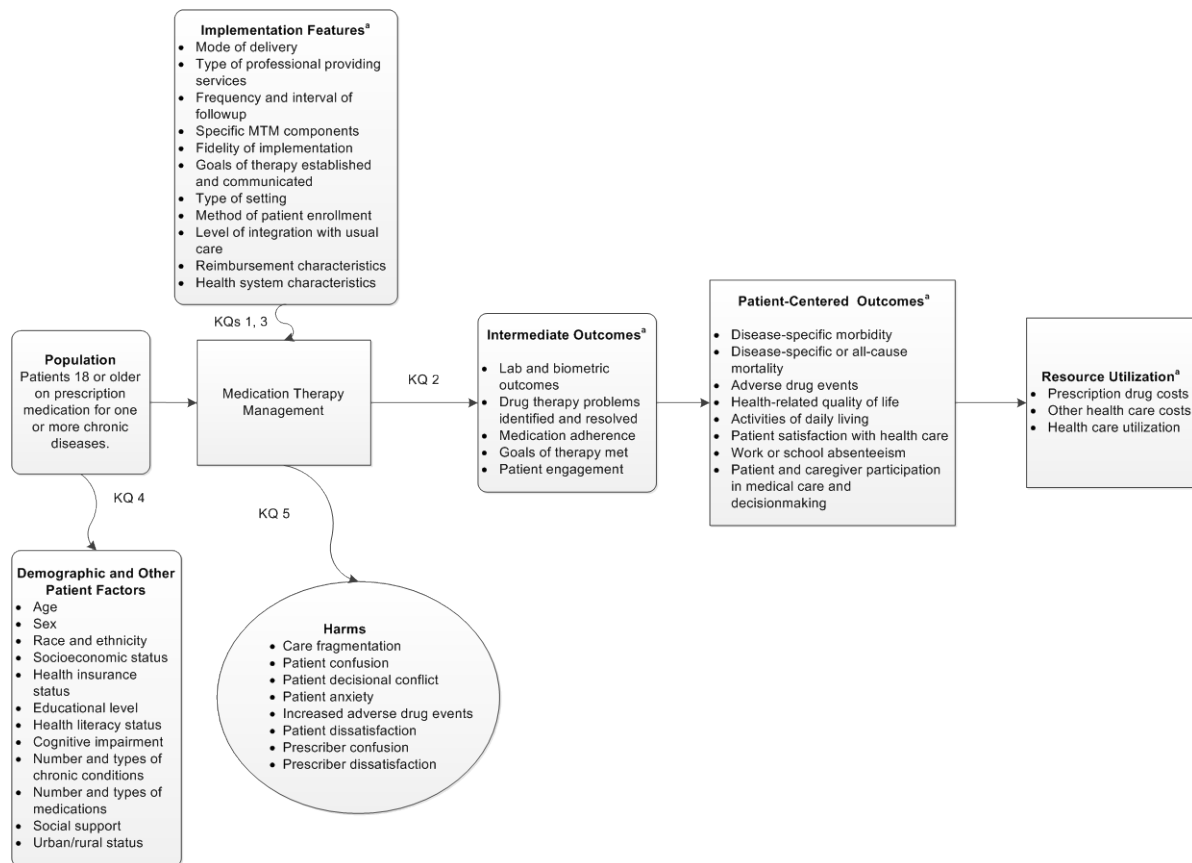 Implementation Featuresᵃ
• Mode of delivery
• Type of professional providing
services
• Frequency and interval of
followup
• Specific MTM components
• Fidelity of implementation
• Goals of therapy established
and communicated
• Type of setting
• Method of patient enrollment
• Level of integration with usual
care
• Reimbursement characteristics
• Health system characteristics
KQs 1, 3
Population
Patients 18 or older
on prescription
medication for one
or more chronic
diseases.
Medication Therapy
Management
KQ 2
Intermediate Outcomesᵃ
• Lab and biometric
outcomes
• Drug therapy problems
identified and resolved
• Medication adherence
• Goals of therapy met
• Patient engagement
Patient-Centered Outcomesᵃ
• Disease-specific morbidity
• Disease-specific or all-cause
mortality
• Adverse drug events
• Health-related quality of life
• Activities of daily living
• Patient satisfaction with health care
• Work or school absenteeism
• Patient and caregiver participation
in medical care and
decisionmaking
Resource Utilizationᵃ
• Prescription drug costs
• Other health care costs
• Health care utilization
KQ 4
KQ 5
Demographic and Other
Patient Factors
• Age
• Sex
• Race and ethnicity
• Socioeconomic status
• Health insurance
status
• Educational level
• Health literacy status
• Cognitive impairment
• Number and types of
chronic conditions
• Number and types of
medications
• Social support
• Urban/rural status
Harms
• Care fragmentation
• Patient confusion
• Patient decisional conflict
• Patient anxiety
• Increased adverse drug events
• Patient dissatisfaction
• Prescriber confusion
• Prescriber dissatisfaction